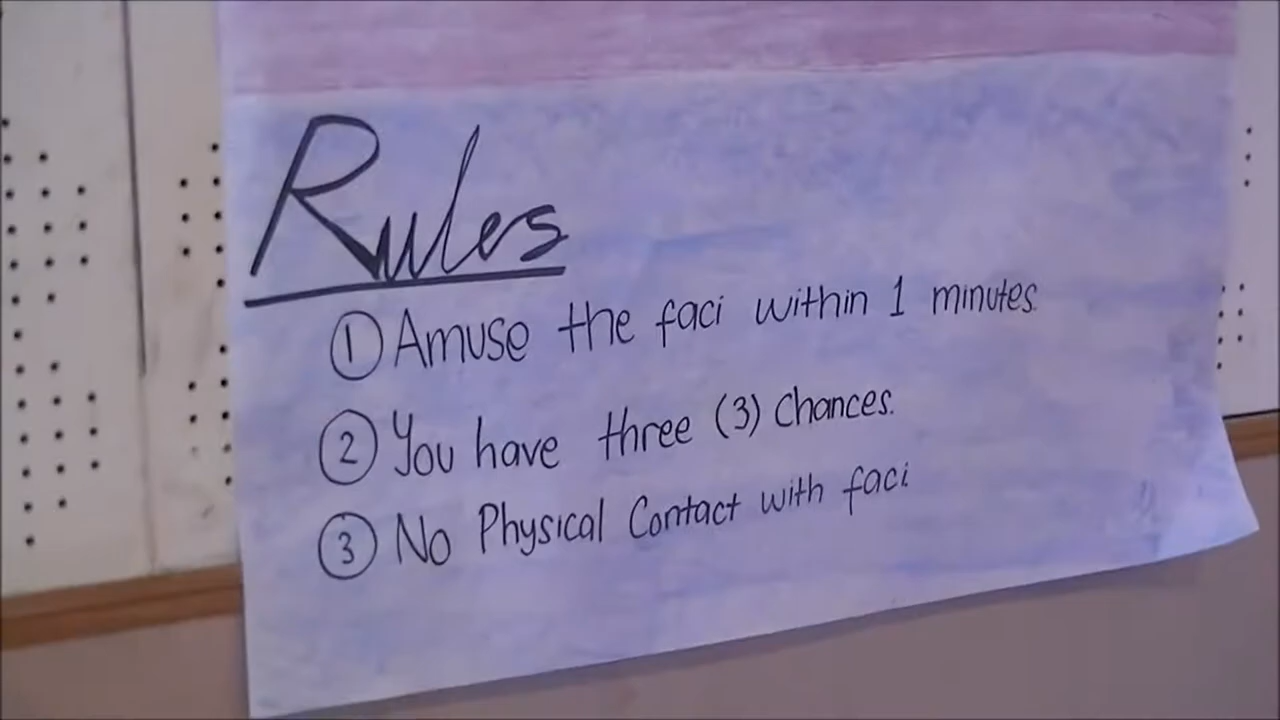 Rules
① Amuse the faci within 1 minutes.
② You have three (3) Chances.
③ No Physical Contact with faci